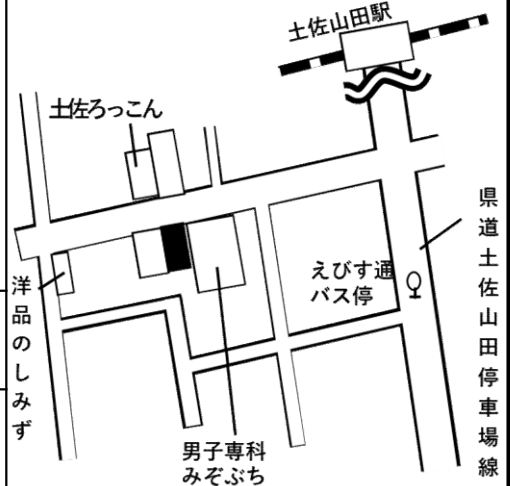 土佐山田駅
土佐ろっこん
県道土佐山田停車場線
えびす通
バス停
洋品のしみず
男子専科
みぞぶち